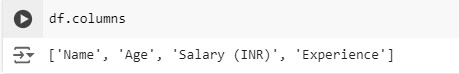 df.columns
['Name', 'Age', 'Salary (INR)', 'Experience']